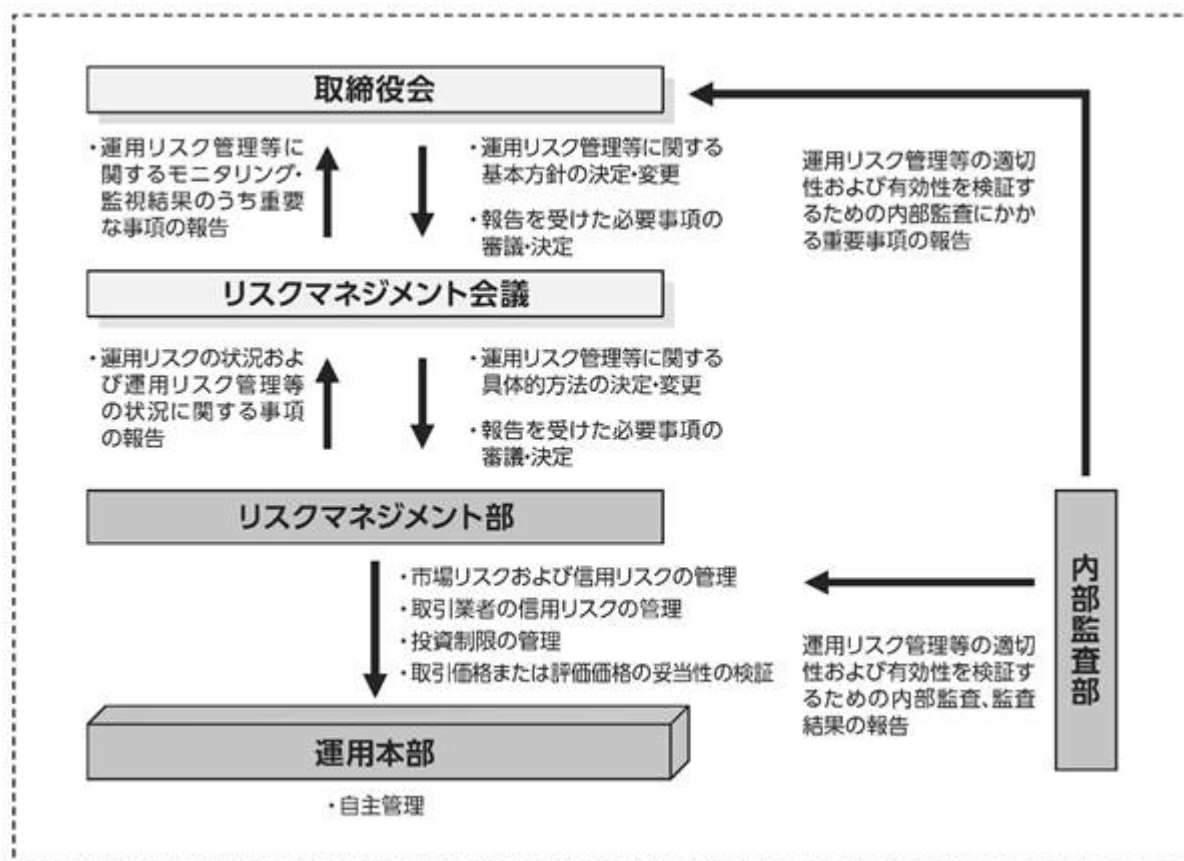 取締役会
・運用リスク管理等に
関するモニタリング・
監視結果のうち重要
な事項の報告
・運用リスク管理等に関する
基本方針の決定・変更
・報告を受けた必要事項の
審議・決定
運用リスク管理等の適切
性および有効性を検証す
るための内部監査にかか
る重要事項の報告
リスクマネジメント会議
・運用リスクの状況およ
び運用リスク管理等
の状況に関する事項
の報告
・運用リスク管理等に関する
具体的方法の決定・変更
・報告を受けた必要事項の
審議・決定
リスクマネジメント部
・市場リスクおよび信用リスクの管理
・取引業者の信用リスクの管理
・投資制限の管理
・取引価格または評価価格の妥当性の検証
運用リスク管理等の適切
性および有効性を検証す
るための内部監査、監査
結果の報告
内部監査部
運用本部
・自主管理